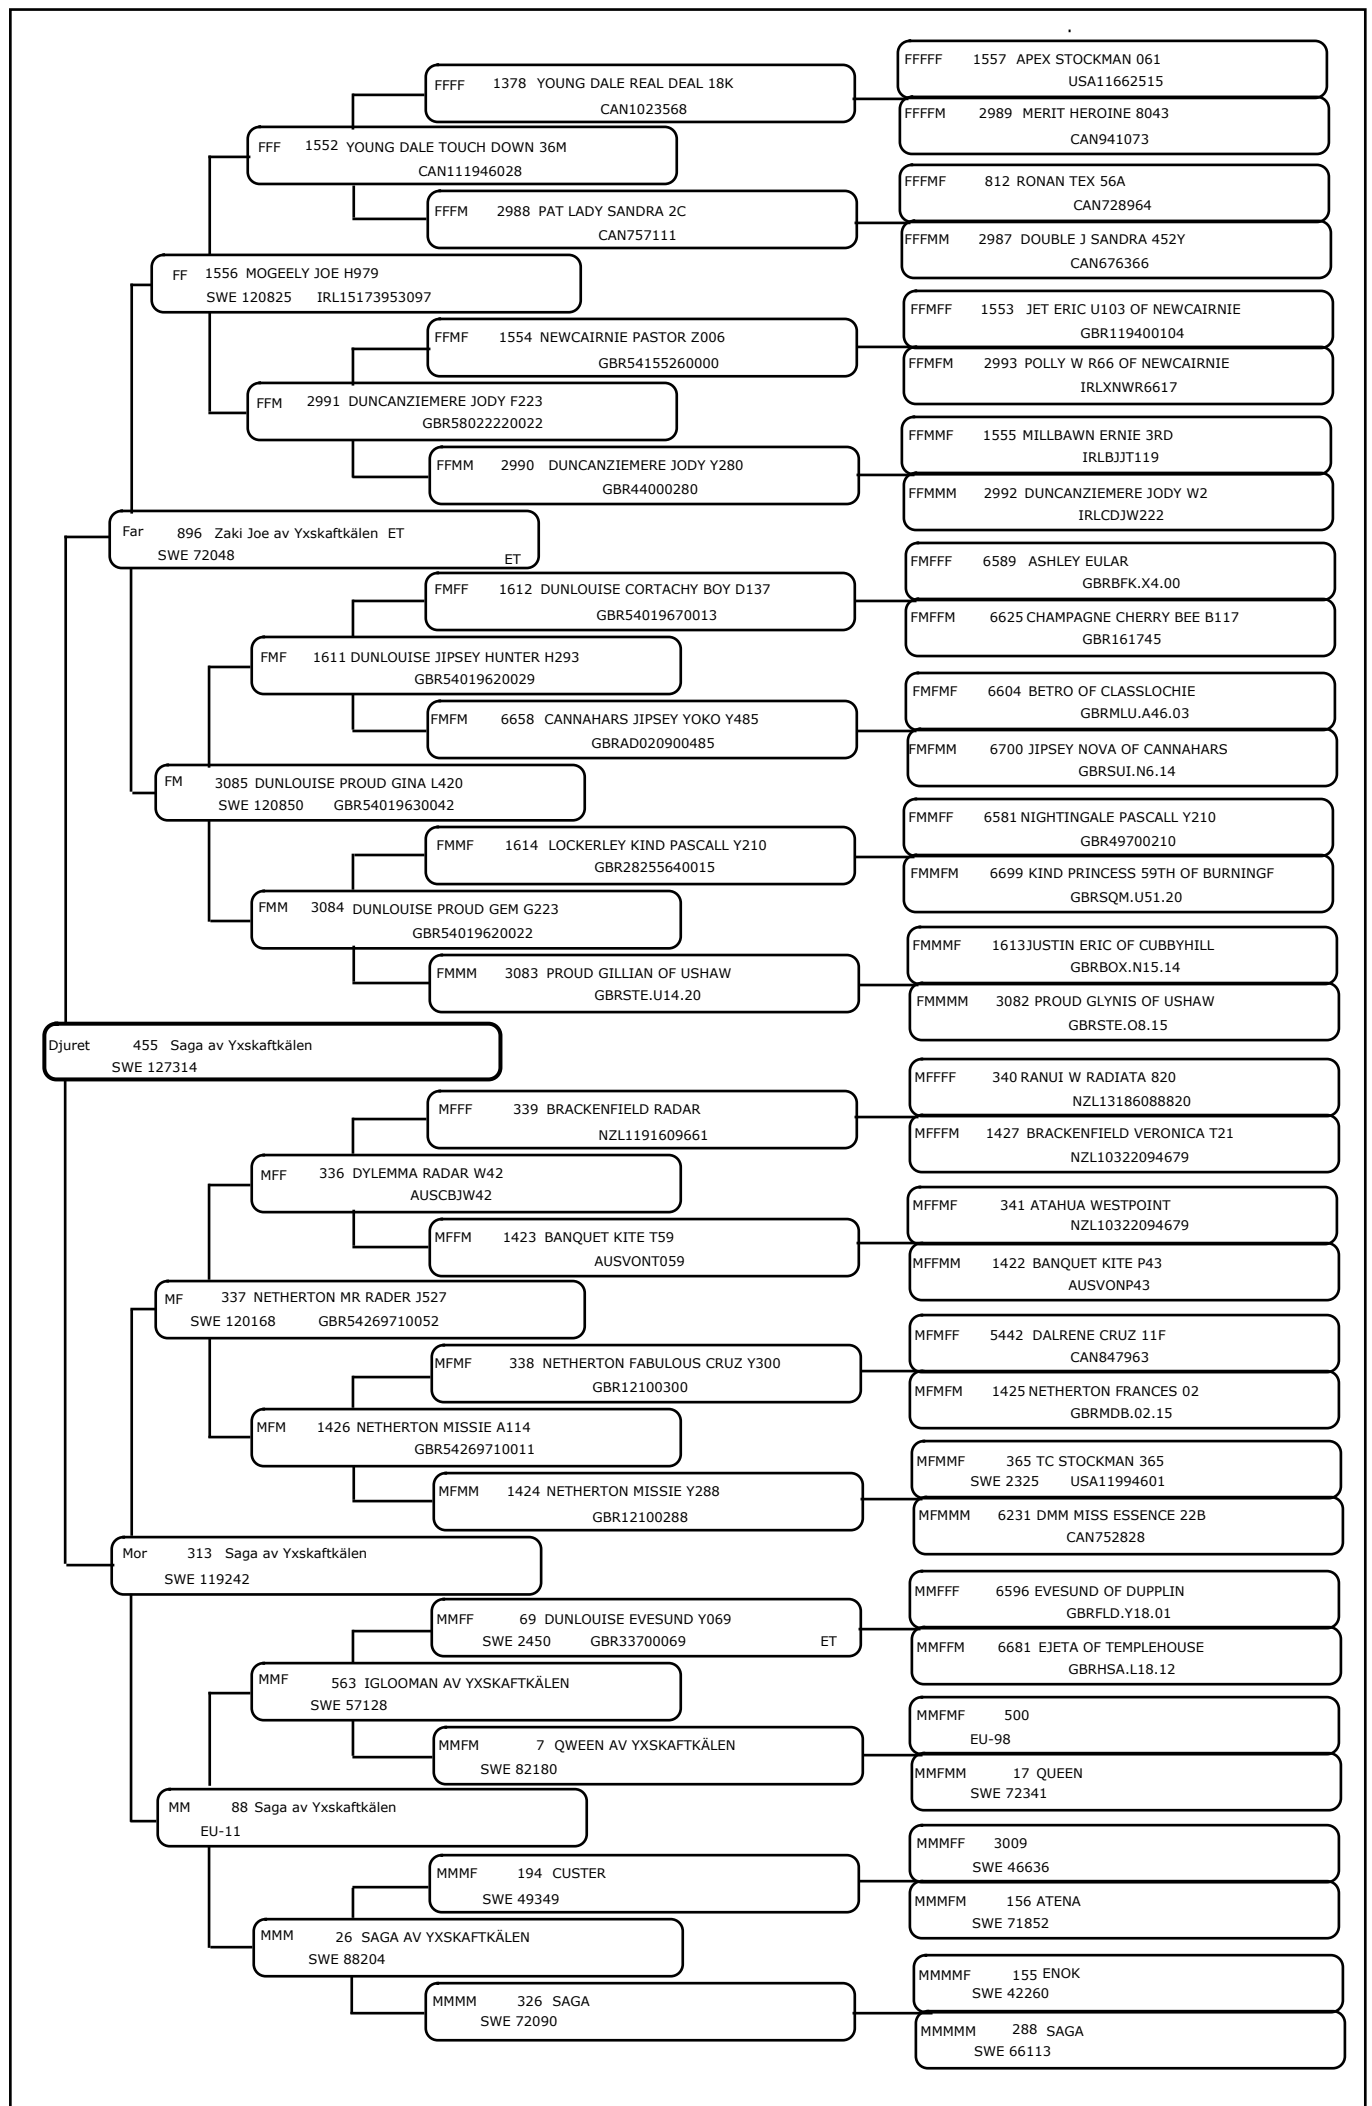 FFFFF 1557 APEX STOCKMAN 061
USA11662515
FFFF 1378 YOUNG DALE REAL DEAL 18K
CAN1023568
FFFFM 2989 MERIT HEROINE 8043
CAN941073
FFF 1552 YOUNG DALE TOUCH DOWN 36M
CAN111946028
FFFMF 812 RONAN TEX 56A
CAN728964
FFFM 2988 PAT LADY SANDRA 2C
CAN757111
FFFMM 2987 DOUBLE J SANDRA 452Y
CAN676366
FF 1556 MOGEELY JOE H979
SWE 120825 IRL15173953097
FFMFF 1553 JET ERIC U103 OF NEWCAIRNIE
GBR119400104
FFMF 1554 NEWCAIRNIE PASTOR Z006
GBR54155260000
FFMFM 2993 POLLY W R66 OF NEWCAIRNIE
IRLXNWR6617
FFM 2991 DUNCANZIEMERE JODY F223
GBR58022220022
FFMMF 1555 MILLBAWN ERNIE 3RD
IRLBJJT119
FFMM 2990 DUNCANZIEMERE JODY Y280
GBR44000280
FFMMM 2992 DUNCANZIEMERE JODY W2
IRLCDJW222
Far 896 Zaki Joe av Yxskaftkälen ET
SWE 72048 ET
FMFFF 6589 ASHLEY EULAR
GBRBFK.X4.00
FMFF 1612 DUNLOUISE CORTACHY BOY D137
GBR54019670013
FMFFM 6625 CHAMPAGNE CHERRY BEE B117
GBR161745
FMF 1611 DUNLOUISE JIPSEY HUNTER H293
GBR54019620029
FMFMF 6604 BETRO OF CLASSLOCHIE
GBRMLU.A46.03
FMFM 6658 CANNAHARS JIPSEY YOKO Y485
GBRAD020900485
FMFMM 6700 JIPSEY NOVA OF CANNAHARS
GBRSUI.N6.14
FM 3085 DUNLOUISE PROUD GINA L420
SWE 120850 GBR54019630042
FMMFF 6581 NIGHTINGALE PASCALL Y210
GBR49700210
FMMF 1614 LOCKERLEY KIND PASCALL Y210
GBR28255640015
FMMFM 6699 KIND PRINCESS 59TH OF BURNINGF
GBRSQM.U51.20
FMM 3084 DUNLOUISE PROUD GEM G223
GBR54019620022
FMMMF 1613JUSTIN ERIC OF CUBBYHILL
GBRBOX.N15.14
FMMM 3083 PROUD GILLIAN OF USHAW
GBRSTE.U14.20
FMMMM 3082 PROUD GLYNIS OF USHAW
GBRSTE.O8.15
Djuret 455 Saga av Yxskaftkälen
SWE 127314
MFFFF 340 RANUI W RADIATA 820
NZL13186088820
MFFF 339 BRACKENFIELD RADAR
NZL1191609661
MFFFM 1427 BRACKENFIELD VERONICA T21
NZL10322094679
MFF 336 DYLEMMA RADAR W42
AUSCBJW42
MFFMF 341 ATAHUA WESTPOINT
NZL10322094679
MFFM 1423 BANQUET KITE T59
AUSVONT059
MFFMM 1422 BANQUET KITE P43
AUSVONP43
MF 337 NETHERTON MR RADER J527
SWE 120168 GBR54269710052
MFMFF 5442 DALRENE CRUZ 11F
CAN847963
MFMF 338 NETHERTON FABULOUS CRUZ Y300
GBR12100300
MFMFM 1425 NETHERTON FRANCES 02
GBRMDB.02.15
MFM 1426 NETHERTON MISSIE A114
GBR54269710011
MFMMF 365 TC STOCKMAN 365
SWE 2325 USA11994601
MFMM 1424 NETHERTON MISSIE Y288
GBR12100288
MFMMM 6231 DMM MISS ESSENCE 22B
CAN752828
Mor 313 Saga av Yxskaftkälen
SWE 119242
MMFFF 6596 EVESUND OF DUPPLIN
GBRFLD.Y18.01
MMFF 69 DUNLOUISE EVESUND Y069
SWE 2450 GBR33700069 ET
MMFFM 6681 EJETA OF TEMPLEHOUSE
GBRHSA.L18.12
MMF 563 IGLOOMAN AV YXSKAFTKÄLEN
SWE 57128
MMFMF 500
EU-98
MMFM 7 QWEEN AV YXSKAFTKÄLEN
SWE 82180
MMFMM 17 QUEEN
SWE 72341
MM 88 Saga av Yxskaftkälen
EU-11
MMMFF 3009
SWE 46636
MMMF 194 CUSTER
SWE 49349
MMMFM 156 ATENA
SWE 71852
MMM 26 SAGA AV YXSKAFTKÄLEN
SWE 88204
MMMMF 155 ENOK
SWE 42260
MMMM 326 SAGA
SWE 72090
MMMMM 288 SAGA
SWE 66113